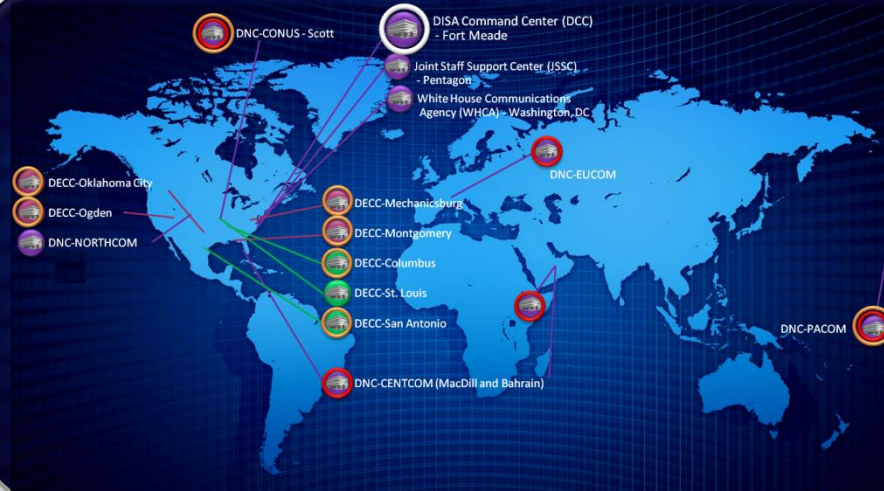 DNC-CONUS - Scott
DISA Command Center (DCC)
- Fort Meade
Joint Staff Support Center (JSSC)
- Pentagon
White House Communications
Agency (WHCA) - Washington, DC
DNC-EUCOM
DECC-Oklahoma City
DECC-Ogden
DNC-NORTHCOM
DECC-Mechanicsburg
DECC-Montgomery
DECC-Columbus
DECC-St. Louis
DECC-San Antonio
DNC-PACOM
DNC-CENTCOM (MacDill and Bahrain)